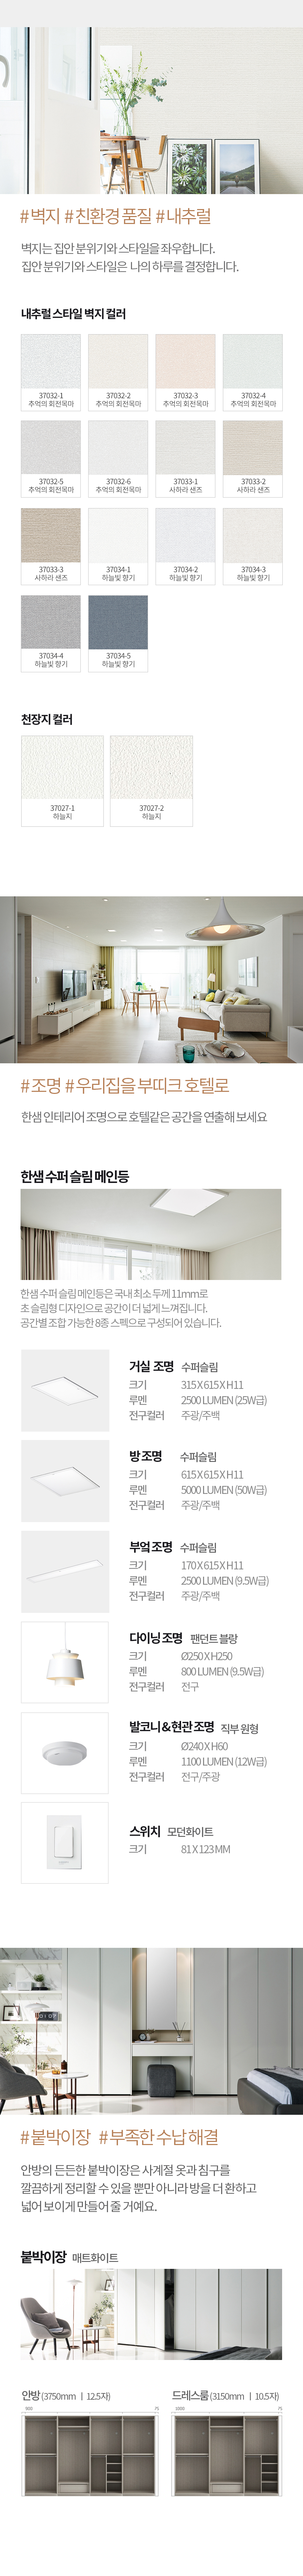 #벽지 #친환경 품질 #내추럴
벽지는 집안 분위기와 스타일을 좌우합니다.
집안 분위기와 스타일은 나의 하루를 결정합니다.
내추럴 스타일 벽지 컬러
37032-1
추억의 회전목마
37032-2
추억의 회전목마
37032-3
추억의 회전목마
37032-4
추억의 회전목마
37032-5
추억의 회전목마
37032-6
추억의 회전목마
37033-1
사하라 샌즈
37033-2
사하라 샌즈
37033-3
사하라 샌즈
37034-1
하늘빛 향기
37034-2
하늘빛 향기
37034-3
하늘빛 향기
37034-4
하늘빛 향기
37034-5
하늘빛 향기
천장지 컬러
37027-1
하늘지
37027-2
하늘지
#조명 #우리집을 부띠크 호텔로
한샘 인테리어 조명으로 호텔같은 공간을 연출해 보세요
한샘 수퍼 슬림 메인등
한샘 수퍼 슬림 메인등은 국내 최소 두께 11mm로
초 슬림형 디자인으로 공간이 더 넓게 느껴집니다.
공간별 조합 가능한 8종 스펙으로 구성되어 있습니다.
거실 조명 수퍼슬림
크기 315 X 615 X H11
루멘 2500 LUMEN (25W급)
전구컬러 주광/주백
방 조명 수퍼슬림
크기 615 X 615 X H11
루멘 5000 LUMEN (50W급)
전구컬러 주광/주백
부엌 조명 수퍼슬림
크기 170 X 615 X H11
루멘 2500 LUMEN (9.5W급)
전구컬러 주광/주백
다이닝 조명 팬던트 블랑
크기 Ø250 X H250
루멘 800 LUMEN (9.5W급)
전구컬러 전구
발코니 & 현관 조명 직부 원형
크기 Ø240 X H60
루멘 1100 LUMEN (12W급)
전구컬러 전구/주광
스위치 모던화이트
크기 81 X 123 MM
#붙박이장 #부족한 수납 해결
안방의 든든한 붙박이장은 사계절 옷과 침구를
깔끔하게 정리할 수 있을 뿐만 아니라 방을 더 환하고
넓어 보이게 만들어 줄 거예요.
붙박이장 매트화이트
안방 (3750mm ㅣ 12.5자)
드레스룸 (3150mm ㅣ 10.5자)
900 75
1000 75